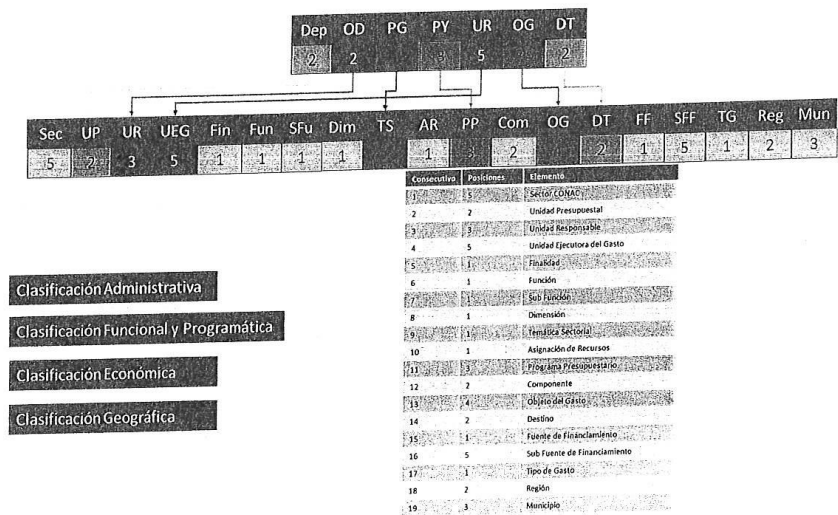 Dep OD PG PY UR OG DT
2 2 3 5 2
Sec UP UR UEG Fin Fun SFu Dim TS AR PP Com OG DT FF SFF TG Reg Mun
5 2 3 5 1 1 1 1 1 3 2 2 1 5 1 2 3
Consecutivo Posiciones Elemento
1 5 Sector CONAC
2 2 Unidad Presupuestal
3 3 Unidad Responsable
4 5 Unidad Ejecutora del Gasto
5 1 Finalidad
6 1 Función
7 1 Sub Función
8 1 Dimensión
9 1 Temática Sectorial
10 1 Asignación de Recursos
11 3 Programa Presupuestario
12 2 Componente
13 4 Objeto del Gasto
14 2 Destino
15 1 Fuente de Financiamiento
16 5 Sub Fuente de Financiamiento
17 1 Tipo de Gasto
18 2 Región
19 3 Municipio
Clasificación Administrativa
Clasificación Funcional y Programática
Clasificación Económica
Clasificación Geográfica